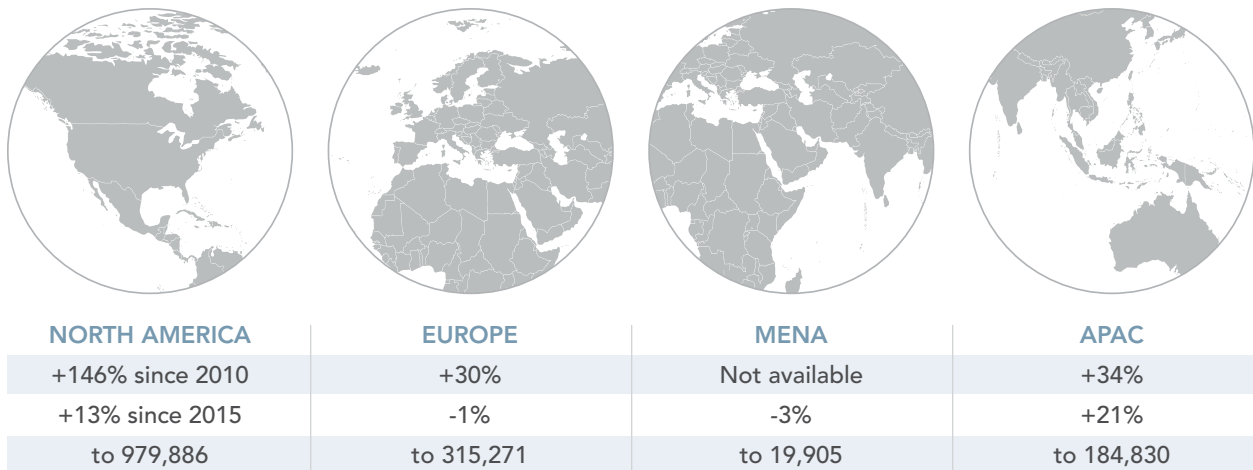 NORTH AMERICA EUROPE MENA APAC
+146% since 2010 +30% Not available +34%
+13% since 2015 -1% -3% +21%
to 979,886 to 315,271 to 19,905 to 184,830